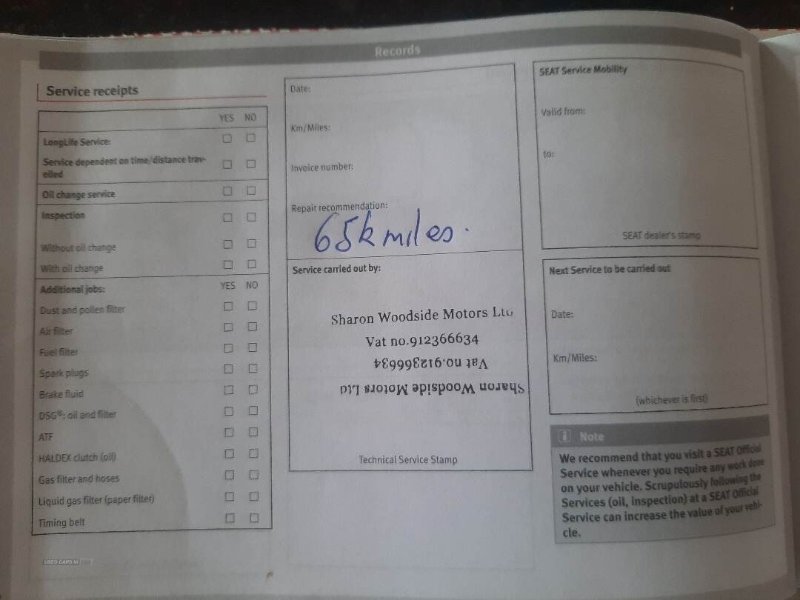 Records
Service receipts
YES NO
LongLife Service:
Service dependent on time/distance trav-
elled
Oil change service
Inspection
Without oil change
With oil change
Additional jobs: YES NO
Dust and pollen filter
Air filter
Fuel filter
Spark plugs
Brake fluid
DSG®: oil and filter
ATF
HALDEX clutch (oil)
Gas filter and hoses
Liquid gas filter (paper filter)
Timing belt
Date:
Km/Miles:
Invoice number:
Repair recommendation:
65k miles.
Service carried out by:
Sharon Woodside Motors Ltd
Vat no.912366634
Vat no.912366634
Sharon Woodside Motors Ltd
Technical Service Stamp
SEAT Service Mobility
Valid from:
to:
SEAT dealer's stamp
Next Service to be carried out
Date:
Km/Miles:
(whichever is first)
i Note
We recommend that you visit a SEAT Official
Service whenever you require any work done
on your vehicle. Scrupulously following the
Services (oil, inspection) at a SEAT Official
Service can increase the value of your vehi-
cle.
USED CARS NI